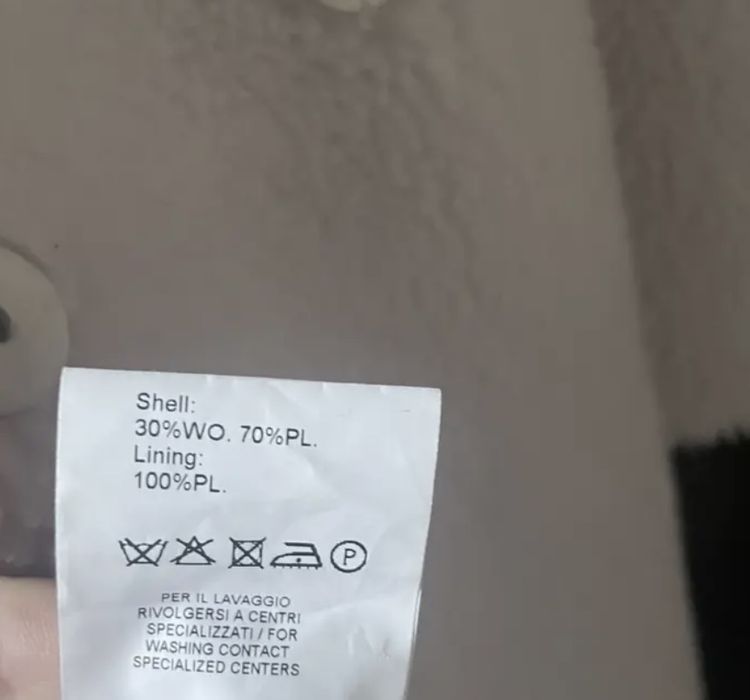 Shell:
30%WO. 70%PL.
Lining:
100%PL.
P
PER IL LAVAGGIO
RIVOLGERSI A CENTRI
SPECIALIZZATI / FOR
WASHING CONTACT
SPECIALIZED CENTERS